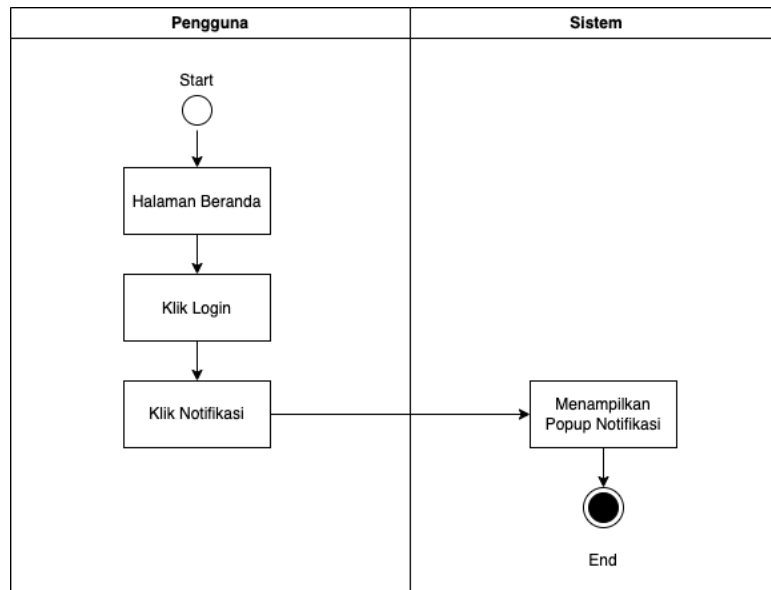 Pengguna
Sistem
Start
Halaman Beranda
Klik Login
Klik Notifikasi
Menampilkan
Popup Notifikasi
End